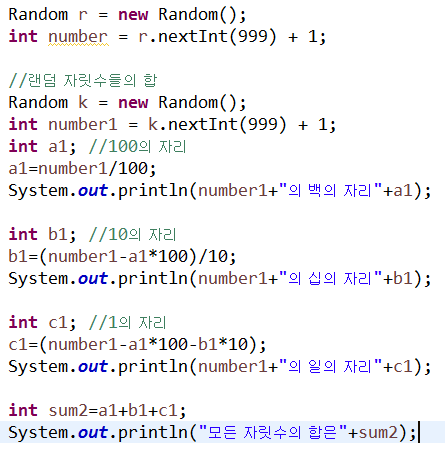 Random r = new Random();
int number = r.nextInt(999) + 1;
//랜덤 자릿수들의 합
Random k = new Random();
int number1 = k.nextInt(999) + 1;
int a1; //100의 자리
a1=number1/100;
System.out.println(number1+"의 백의 자리"+a1);
int b1; //10의 자리
b1=(number1-a1*100)/10;
System.out.println(number1+"의 십의 자리"+b1);
int c1; //1의 자리
c1=(number1-a1*100-b1*10);
System.out.println(number1+"의 일의 자리"+c1);
int sum2=a1+b1+c1;
System.out.println("모든 자릿수의 합은"+sum2);